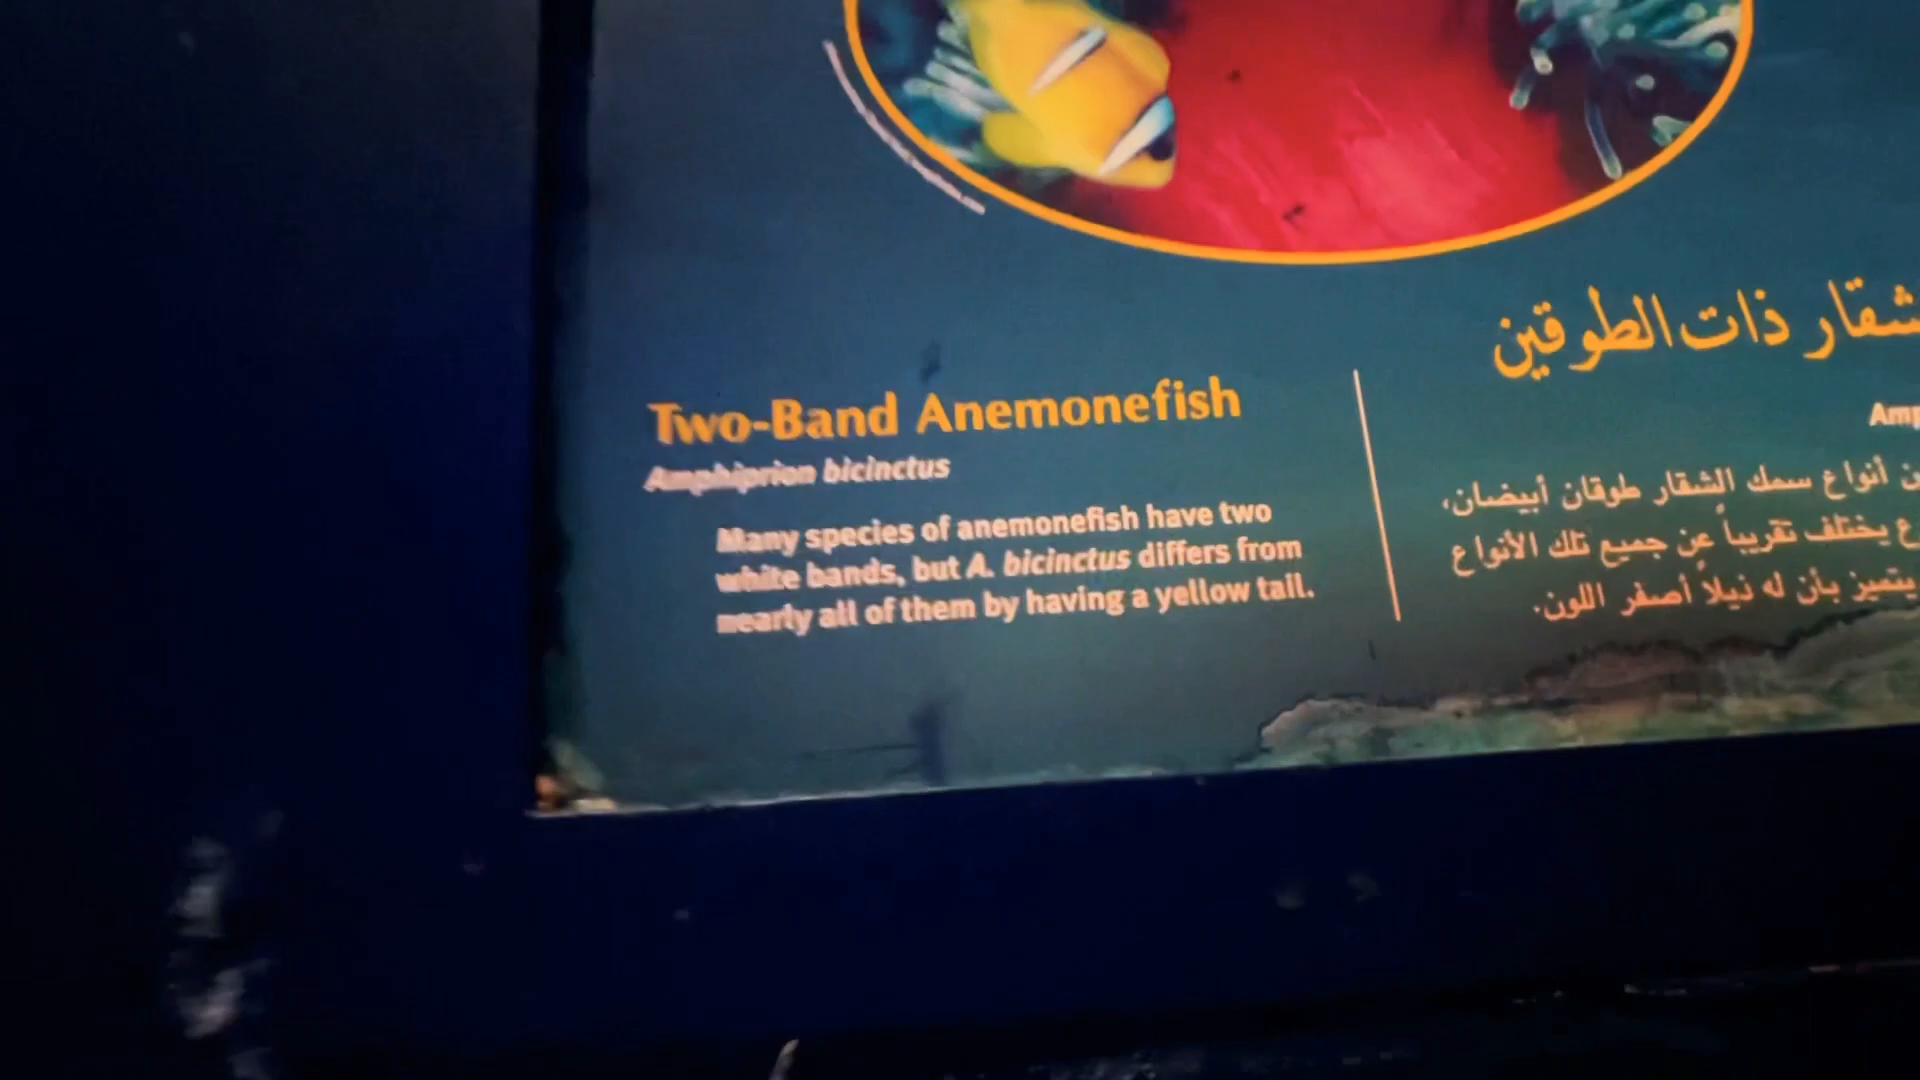 Two-Band Anemonefish
Amphiprion bicinctus
Many species of anemonefish have two
white bands, but A. bicinctus differs from
nearly all of them by having a yellow tail.
ذات الطوقين
أنواع سمك الشقار طوقان أبيضان،
يختلف تقريباً عن جميع تلك الأنواع
يتميز بأن له ذيلاً أصفر اللون.